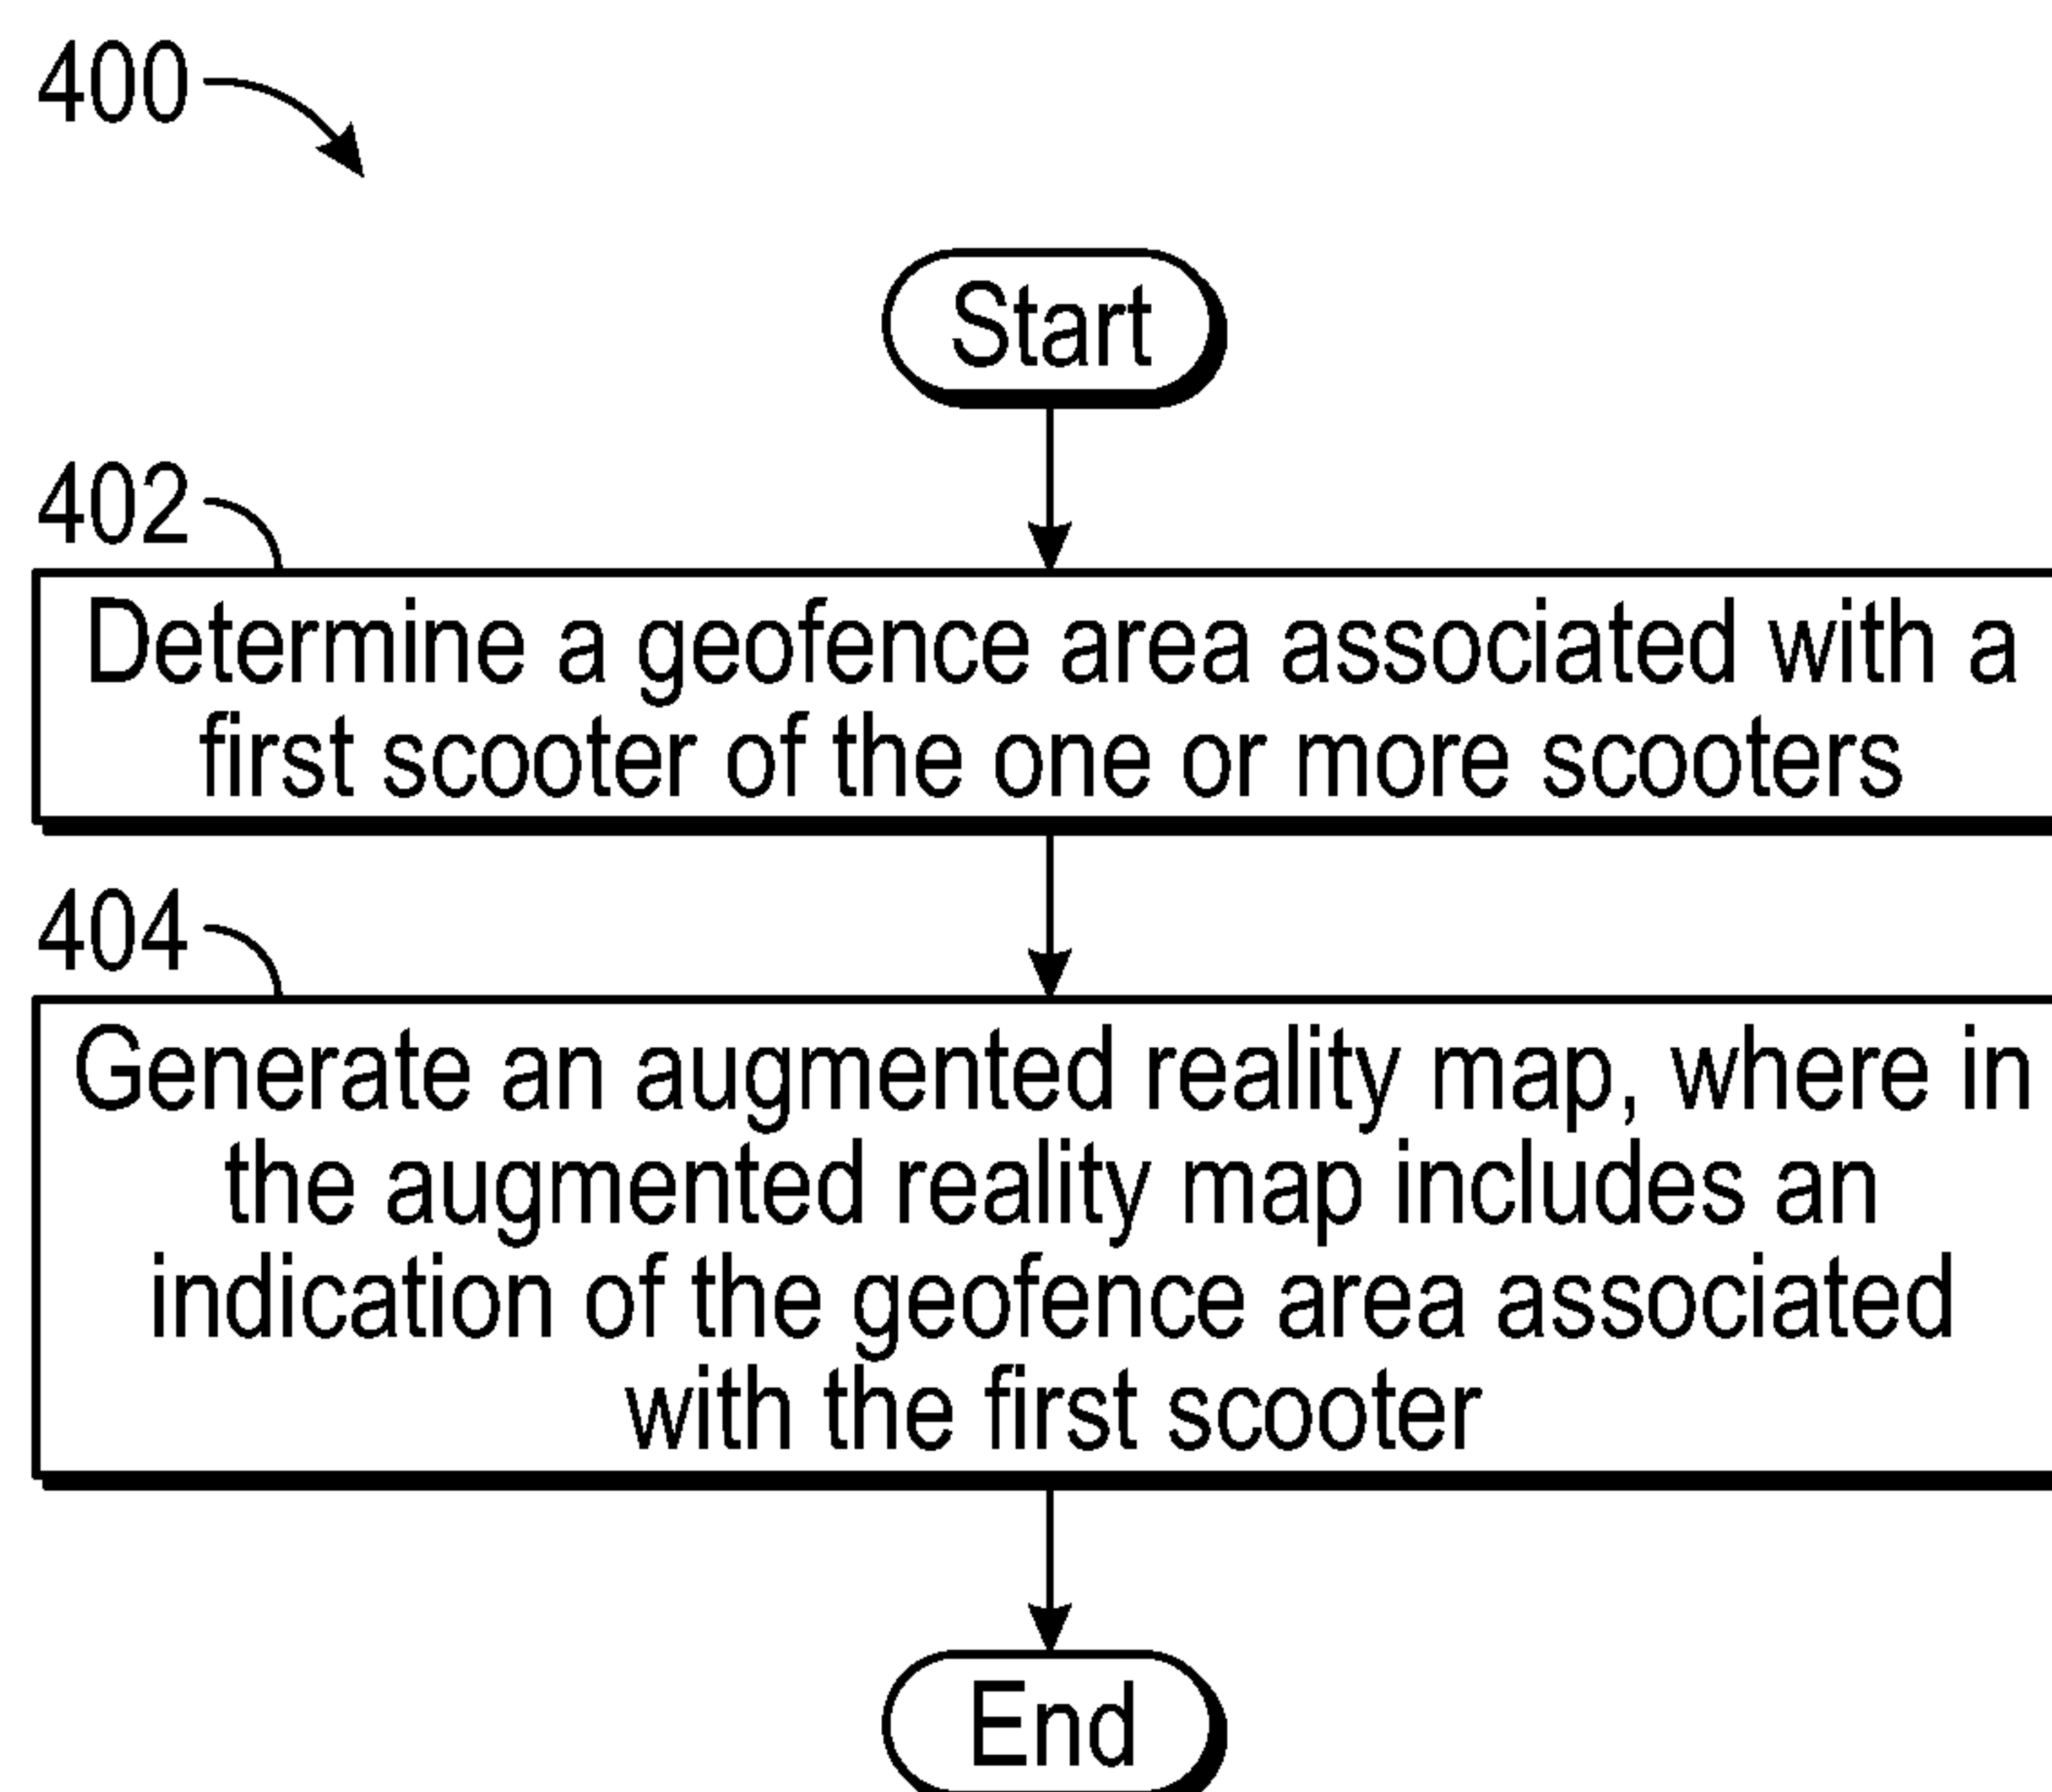 400
Start
402
Determine a geofence area associated with a
first scooter of the one or more scooters
404
Generate an augmented reality map, where in
the augmented reality map includes an
indication of the geofence area associated
with the first scooter
End